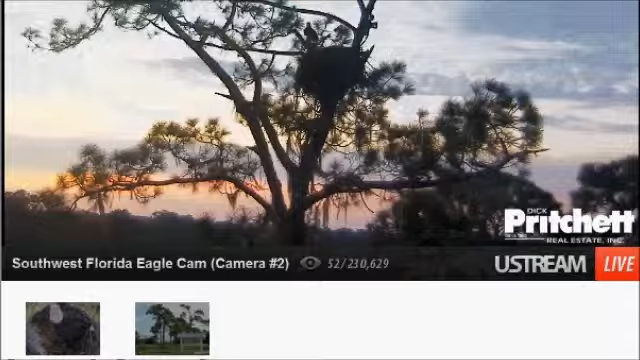 DICK
Pritchett
REAL ESTATE, INC.
Southwest Florida Eagle Cam (Camera #2) 52/230,629 USTREAM LIVE